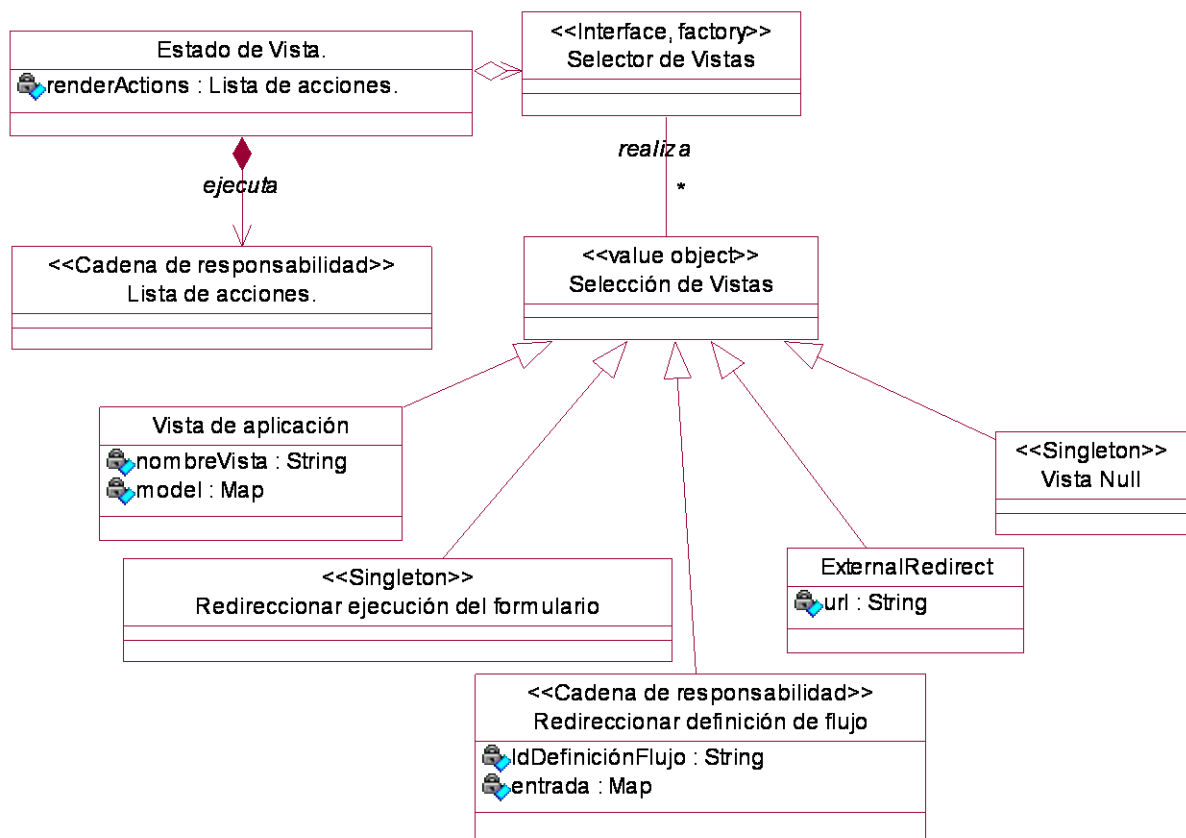 Estado de Vista.
renderActions : Lista de acciones.
<<Interface, factory>>
Selector de Vistas
ejecuta
realiza
*
<<Cadena de responsabilidad>>
Lista de acciones.
<<value object>>
Selección de Vistas
Vista de aplicación
nombreVista : String
model : Map
<<Singleton>>
Vista Null
<<Singleton>>
Redireccionar ejecución del formulario
ExternalRedirect
url : String
<<Cadena de responsabilidad>>
Redireccionar definición de flujo
IdDefiniciónFlujo : String
entrada : Map